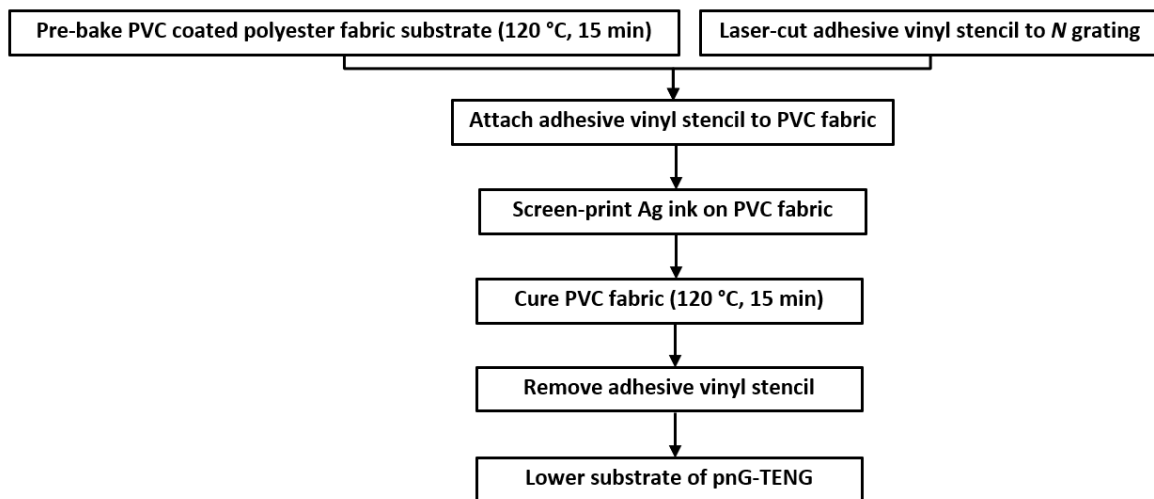 Pre-bake PVC coated polyester fabric substrate (120 °C, 15 min)
Laser-cut adhesive vinyl stencil to N grating
Attach adhesive vinyl stencil to PVC fabric
Screen-print Ag ink on PVC fabric
Cure PVC fabric (120 °C, 15 min)
Remove adhesive vinyl stencil
Lower substrate of pnG-TENG